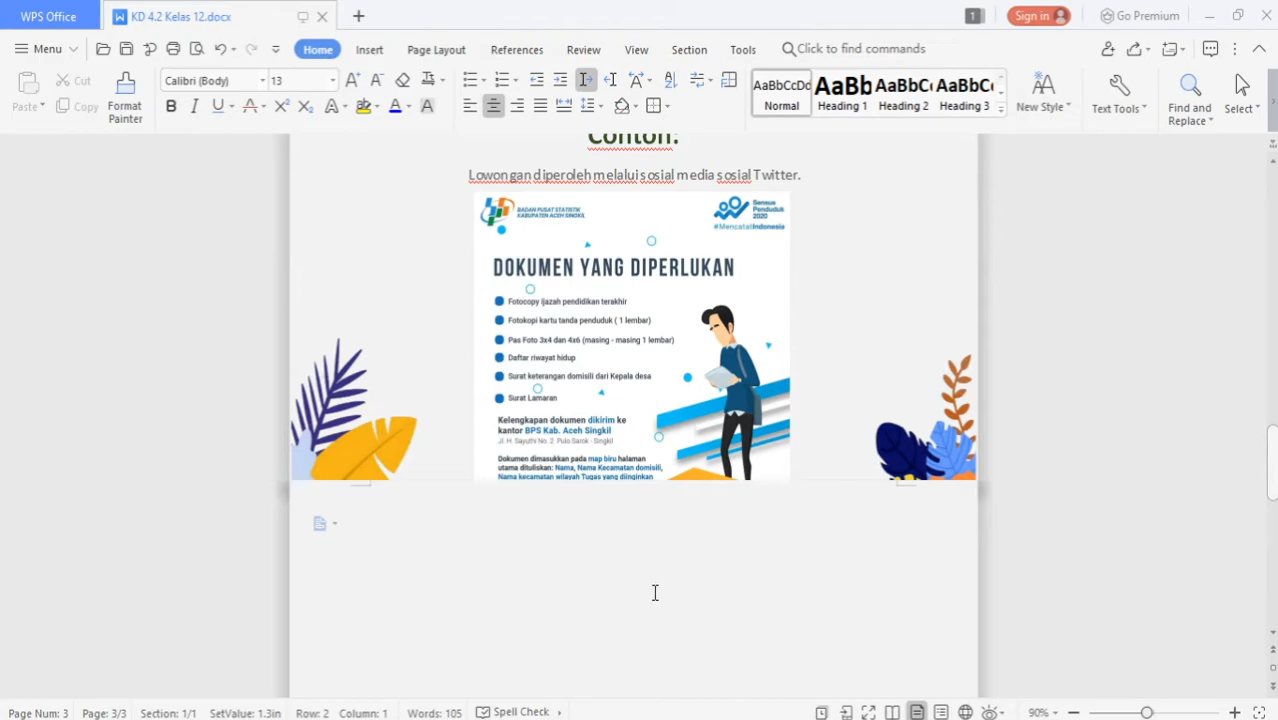 WPS Office
KD 4.2 Kelas 12.docx
1
Sign in
Go Premium
Menu
Home
Insert
Page Layout
References
Review
View
Section
Tools
Click to find commands
Paste
Cut
Copy
Format
Painter
Calibri (Body)
13
AaBbCcDd
Normal
AaBb
Heading 1
AaBbC
Heading 2
AaBbC
Heading 3
New Style
Text Tools
Find and
Replace
Select
Contoh:
Lowongan diperoleh melalui sosial media sosial Twitter.
BADAN PUSAT STATISTIK
KABUPATEN ACEH SINGKIL
Sensus
Penduduk
2020
#MencatatIndonesia
DOKUMEN YANG DIPERLUKAN
Fotocopy ijazah pendidikan terakhir
Fotokopi kartu tanda penduduk ( 1 lembar)
Pas Foto 3x4 dan 4x6 (masing - masing 1 lembar)
Daftar riwayat hidup
Surat keterangan domisili dari Kepala desa
Surat Lamaran
Kelengkapan dokumen dikirim ke
kantor BPS Kab. Aceh Singkil
Jl. H. Sayuthi No. 2 Pulo Sarok - Singkil
Dokumen dimasukkan pada map biru halaman
utama dituliskan: Nama, Nama Kecamatan domisili,
Nama kecamatan wilayah Tugas yang diinginkan
Page Num: 3
Page: 3/3
Section: 1/1
SetValue: 1.3in
Row: 2
Column: 1
Words: 105
Spell Check
90%